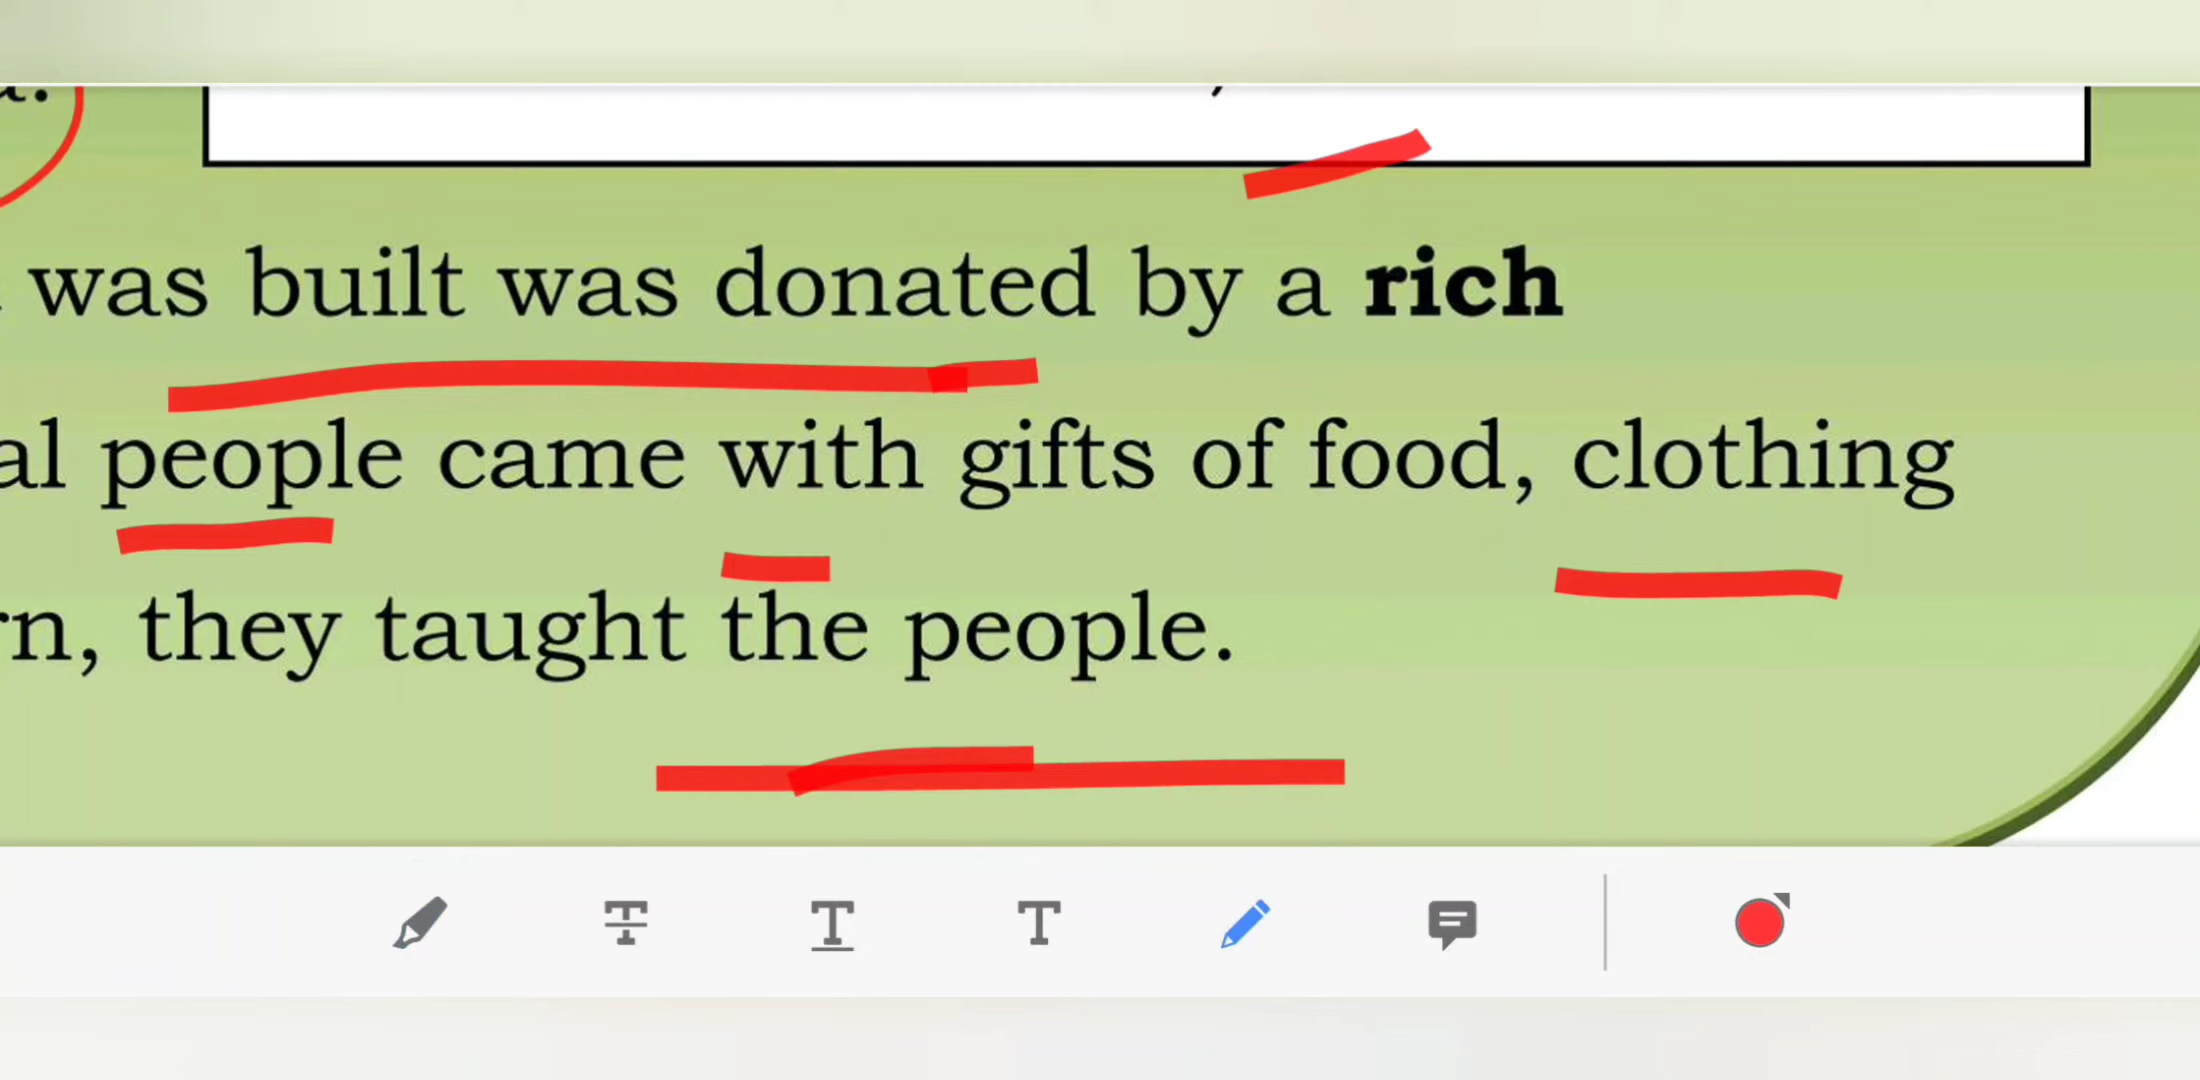 was built was donated by a rich
al people came with gifts of food, clothing
rn, they taught the people.